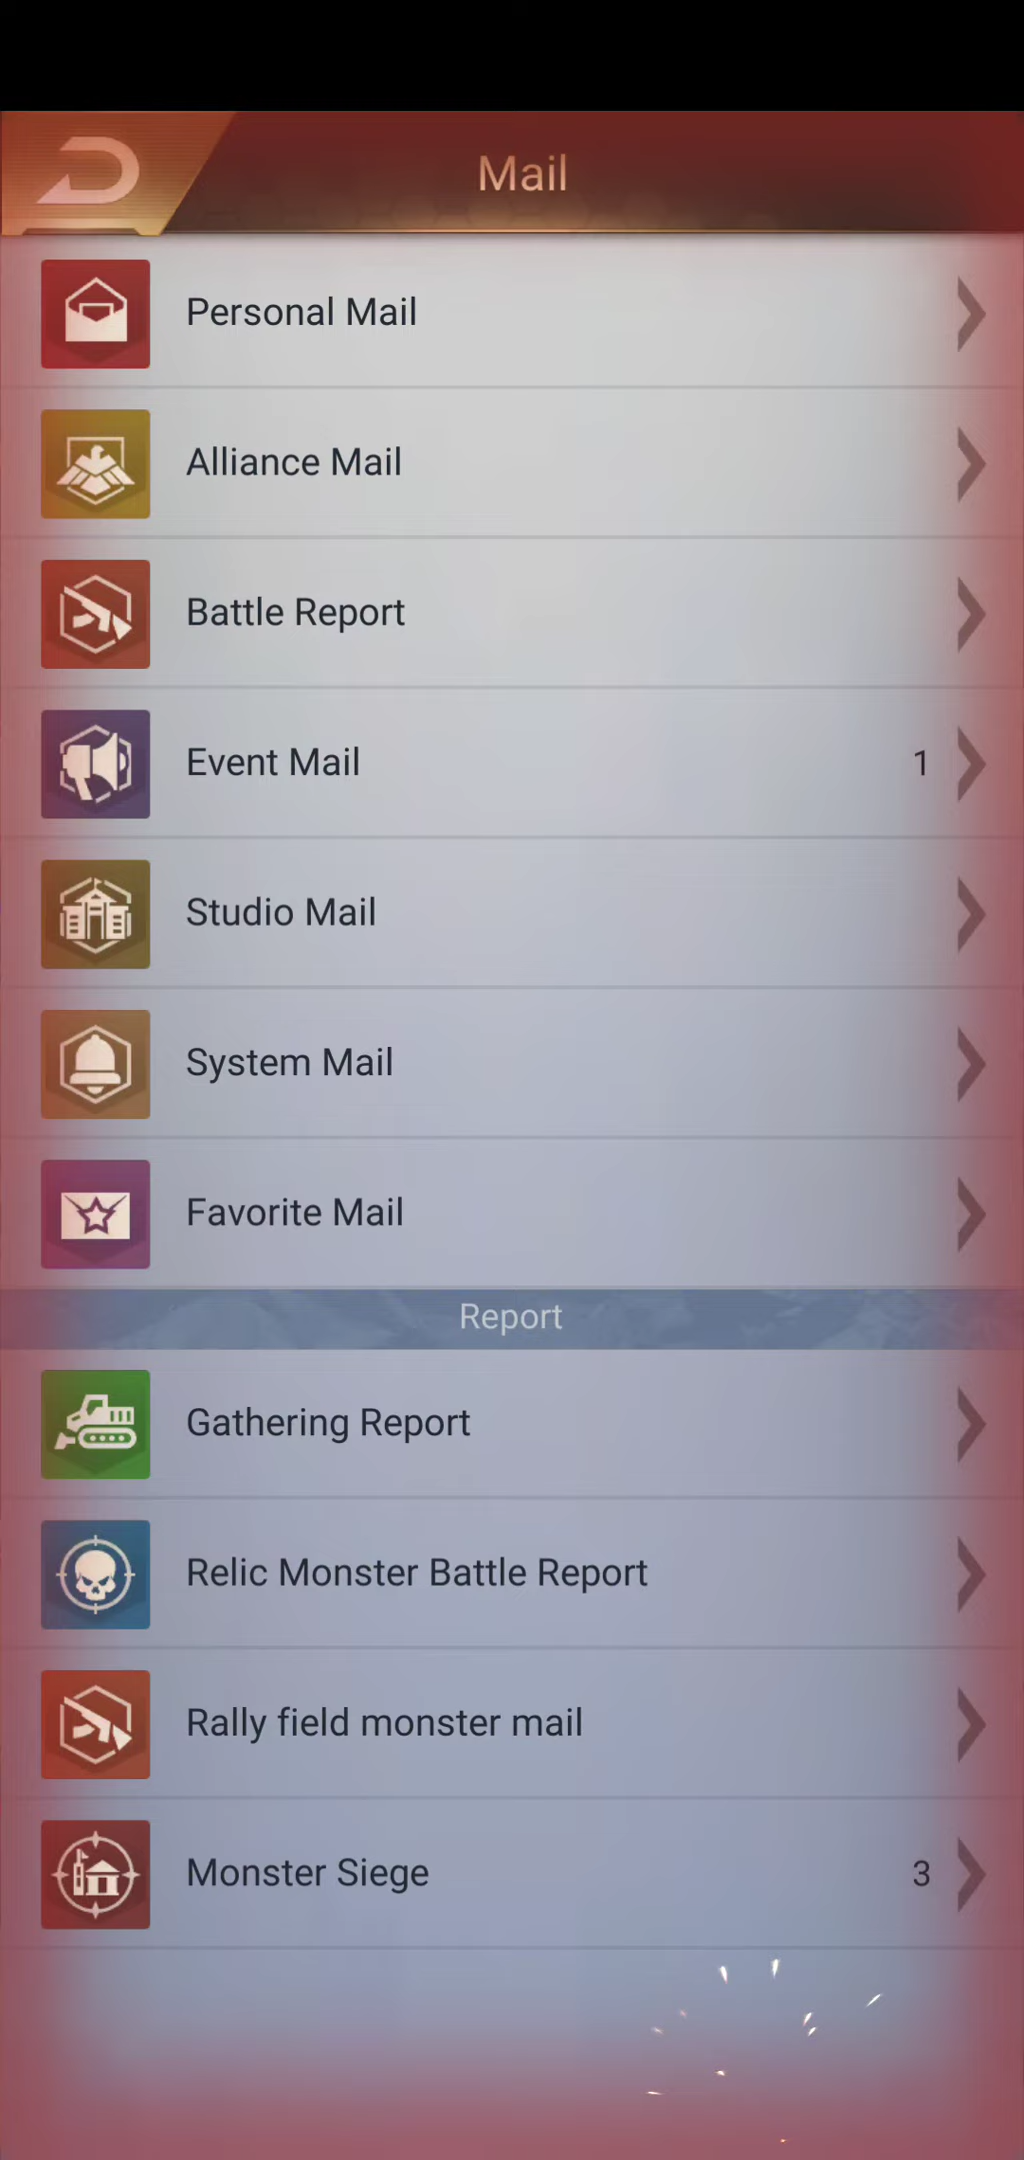 Mail
Personal Mail
Alliance Mail
Battle Report
Event Mail 1
Studio Mail
System Mail
Favorite Mail
Report
Gathering Report
Relic Monster Battle Report
Rally field monster mail
Monster Siege 3